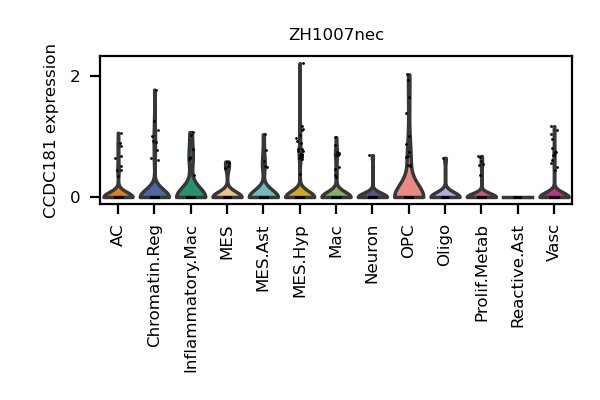 ZH1007nec
CCDC181 expression
2
0
AC
Chromatin.Reg
Inflammatory.Mac
MES
MES.Ast
MES.Hyp
Mac
Neuron
OPC
Oligo
Prolif.Metab
Reactive.Ast
Vasc